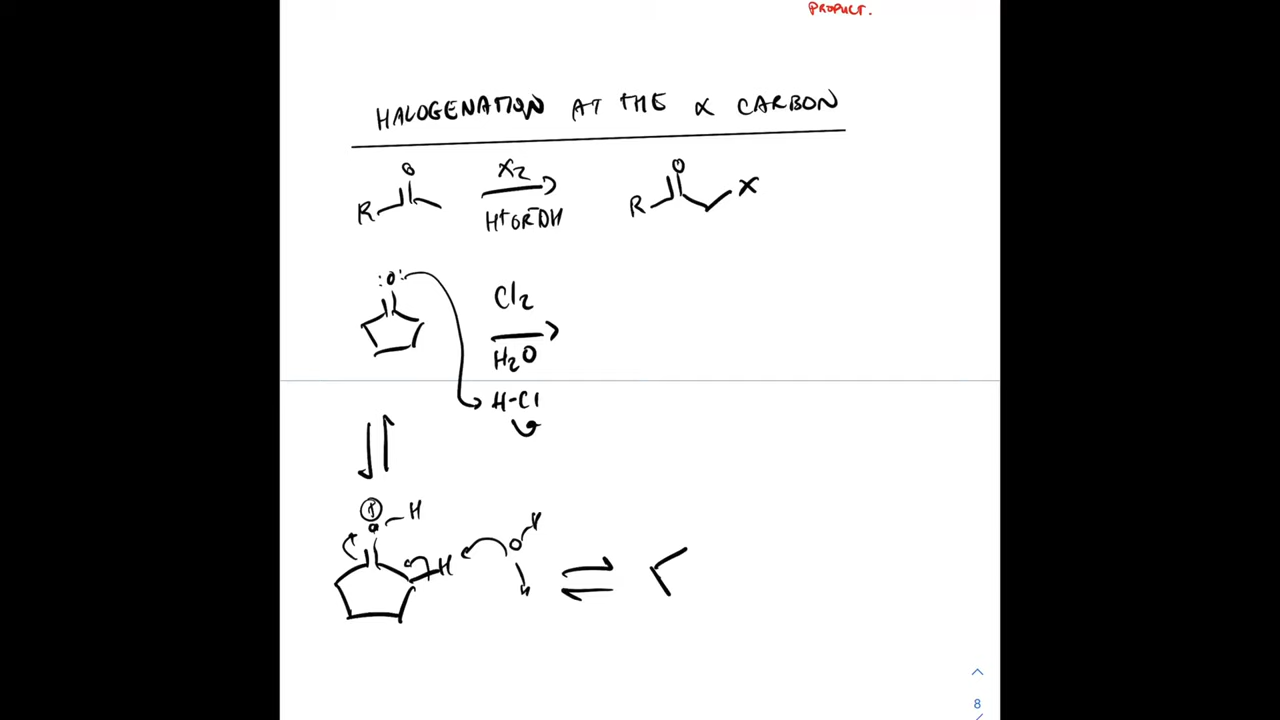 PRODUCT.
HALOGENATION AT THE α CARBON
O X₂ O X
R H⁺ OR ⁻OH R
:O: Cl₂
H₂O
H-Cl
+
O H
H O H
H
8